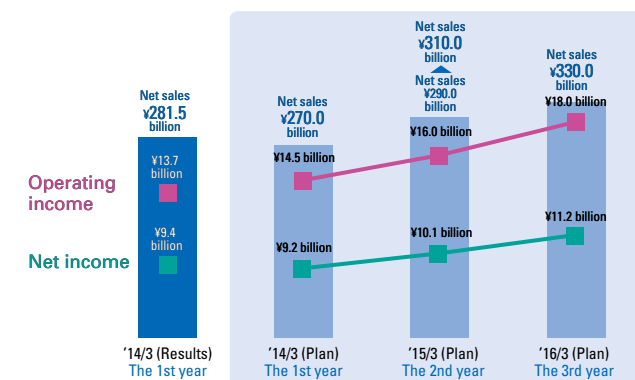 Net sales
¥310.0
billion
Net sales
¥290.0
billion
Net sales
¥330.0
billion
Net sales
¥281.5
billion
Net sales
¥270.0
billion
¥18.0 billion
¥16.0 billion
¥14.5 billion
¥13.7
billion
Operating
income
¥11.2 billion
¥10.1 billion
¥9.2 billion
¥9.4
billion
Net income
’14/3 (Results)
The 1st year
’14/3 (Plan)
The 1st year
’15/3 (Plan)
The 2nd year
’16/3 (Plan)
The 3rd year